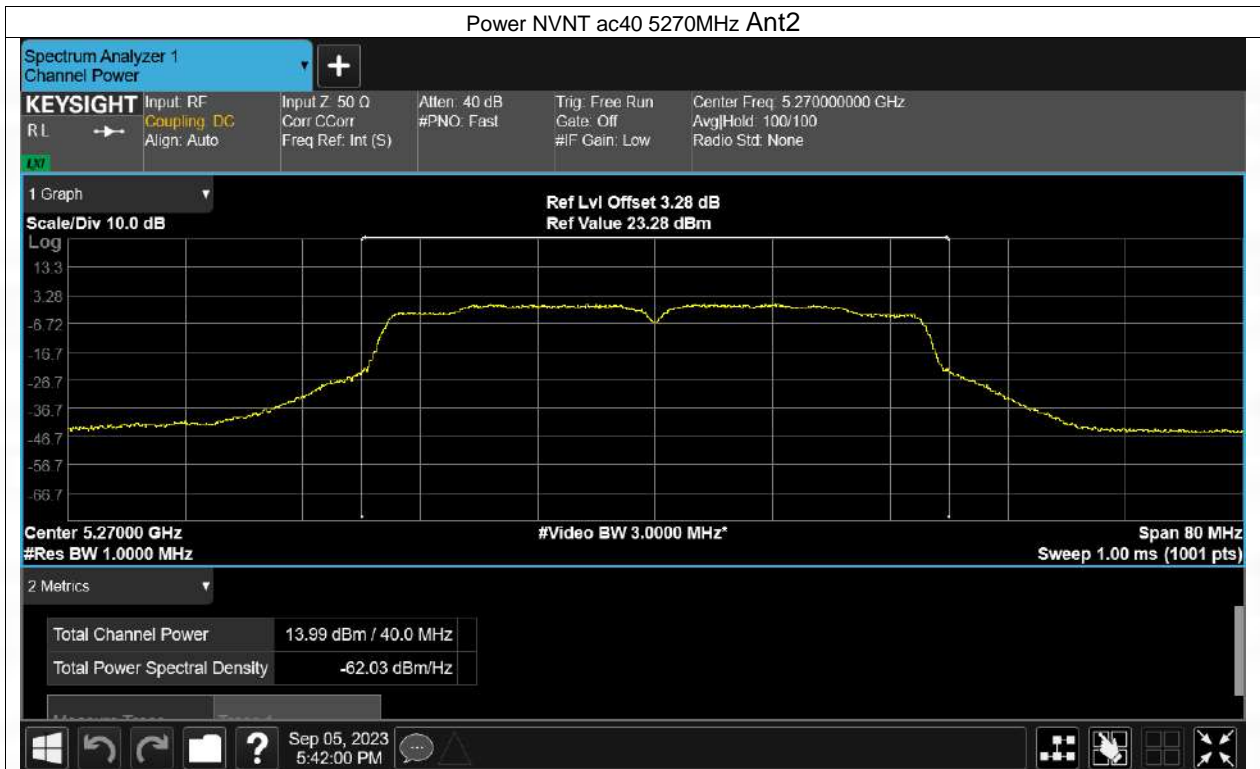 Power NVNT ac40 5270MHz Ant2
Spectrum Analyzer 1
Channel Power
KEYSIGHT
RL
LXI
Input: RF
Coupling: DC
Align: Auto
Input Z: 50 Ω
Corr CCorr
Freq Ref: Int (S)
Atten: 40 dB
#PNO: Fast
Trig: Free Run
Gate: Off
#IF Gain: Low
Center Freq: 5.270000000 GHz
Avg|Hold: 100/100
Radio Std: None
1 Graph
Scale/Div 10.0 dB
Ref Lvl Offset 3.28 dB
Ref Value 23.28 dBm
Log
13.3
3.28
-6.72
-16.7
-26.7
-36.7
-46.7
-56.7
-66.7
Center 5.27000 GHz
#Video BW 3.0000 MHz*
Span 80 MHz
#Res BW 1.0000 MHz
Sweep 1.00 ms (1001 pts)
2 Metrics
Total Channel Power 13.99 dBm / 40.0 MHz
Total Power Spectral Density -62.03 dBm/Hz
Sep 05, 2023
5:42:00 PM